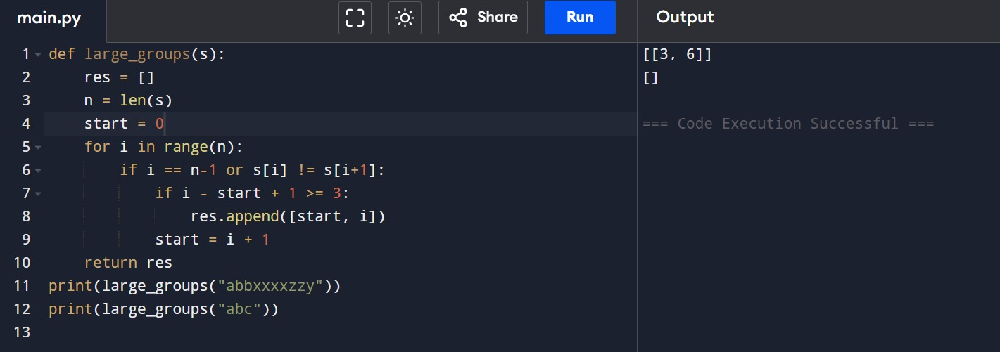 main.py
Share
Run
Output
1 def large_groups(s):
2     res = []
3     n = len(s)
4     start = 0
5     for i in range(n):
6         if i == n-1 or s[i] != s[i+1]:
7             if i - start + 1 >= 3:
8                 res.append([start, i])
9             start = i + 1
10     return res
11 print(large_groups("abbxxxxzzy"))
12 print(large_groups("abc"))
13
[[3, 6]]
[]
=== Code Execution Successful ===